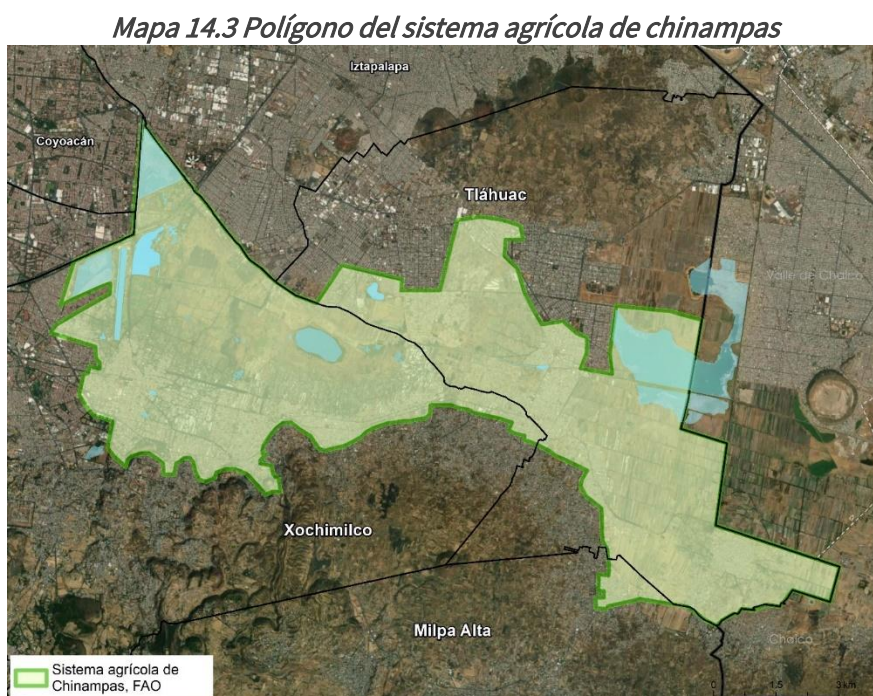 Mapa 14.3 Polígono del sistema agrícola de chinampas
Iztapalapa
Coyoacán
Tláhuac
Valle de Chalco
Xochimilco
Milpa Alta
Chalco
Sistema agrícola de
Chinampas, FAO
0 1.5 3 km